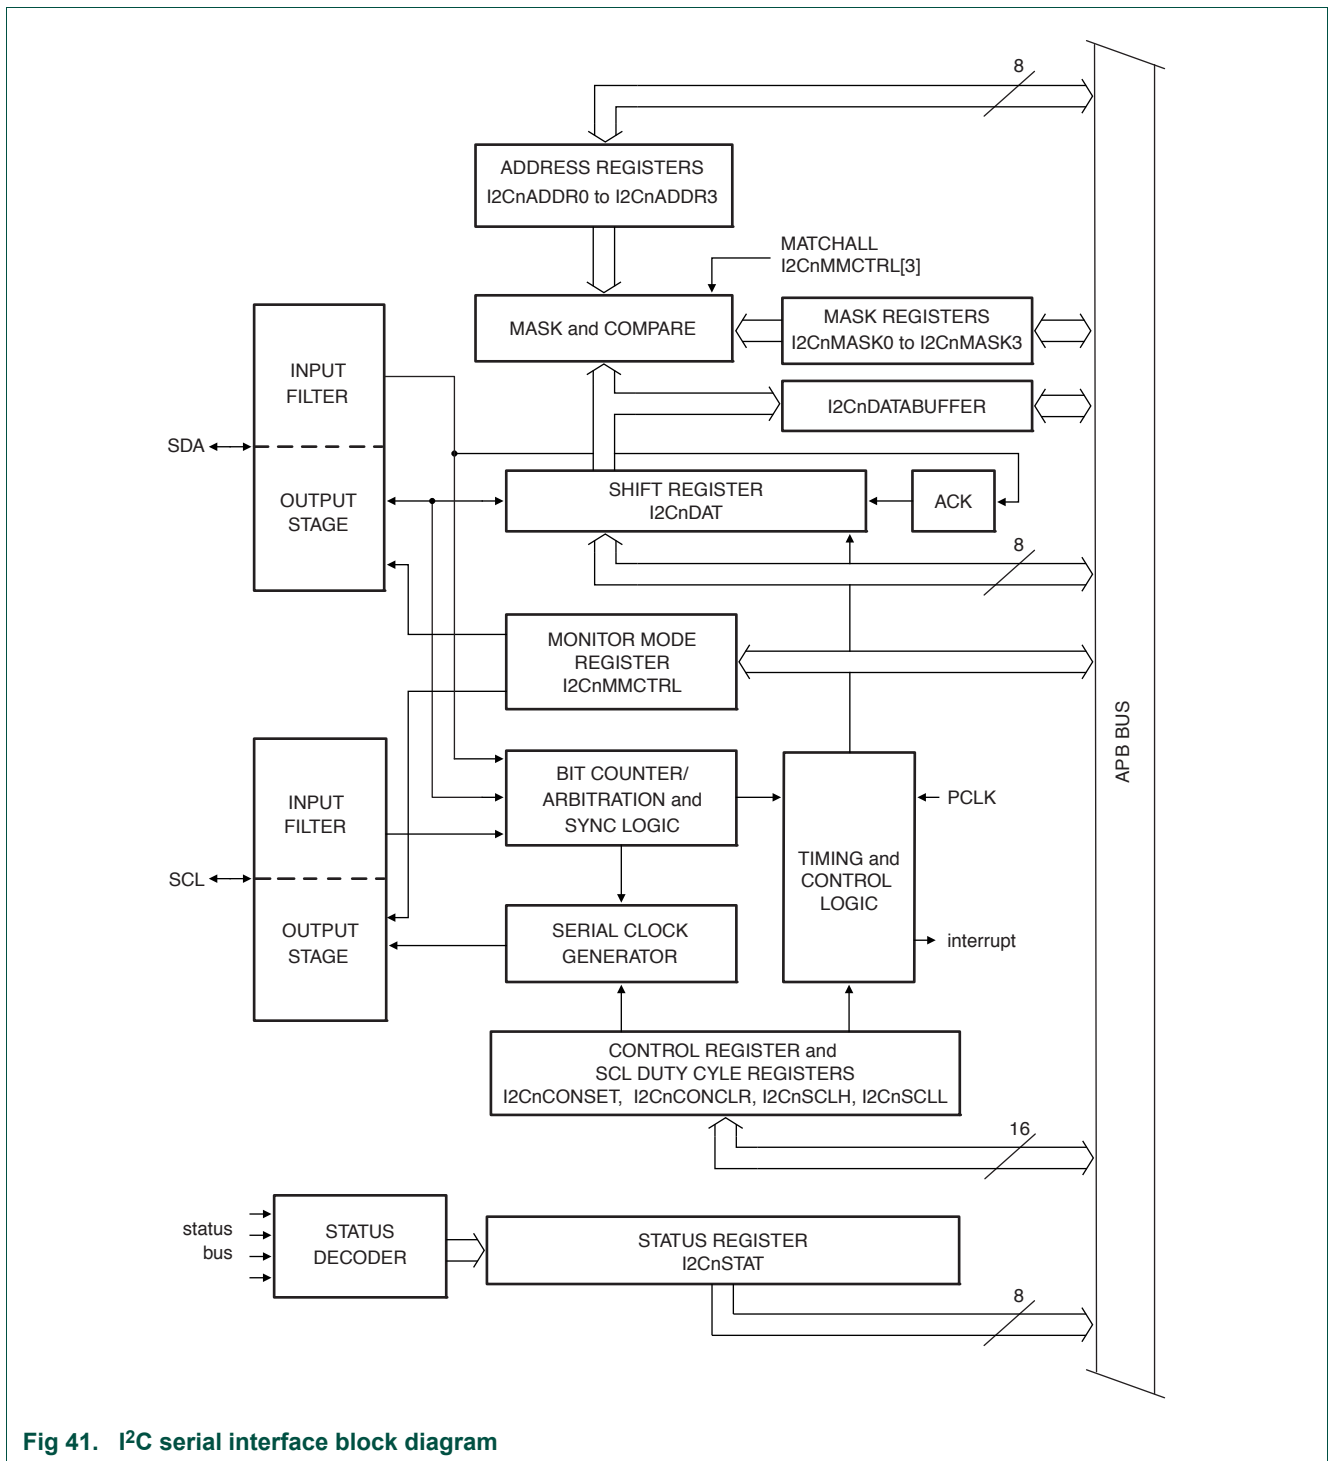 8
ADDRESS REGISTERS
I2CnADDR0 to I2CnADDR3
MATCHALL
I2CnMMCTRL[3]
MASK and COMPARE
MASK REGISTERS
I2CnMASK0 to I2CnMASK3
I2CnDATABUFFER
INPUT
FILTER
SDA
OUTPUT
STAGE
SHIFT REGISTER
I2CnDAT
ACK
8
MONITOR MODE
REGISTER
I2CnMMCTRL
APB BUS
INPUT
FILTER
SCL
OUTPUT
STAGE
BIT COUNTER/
ARBITRATION and
SYNC LOGIC
PCLK
TIMING and
CONTROL
LOGIC
SERIAL CLOCK
GENERATOR
interrupt
CONTROL REGISTER and
SCL DUTY CYLE REGISTERS
I2CnCONSET, I2CnCONCLR, I2CnSCLH, I2CnSCLL
16
status
bus
STATUS
DECODER
STATUS REGISTER
I2CnSTAT
8
Fig 41. I²C serial interface block diagram